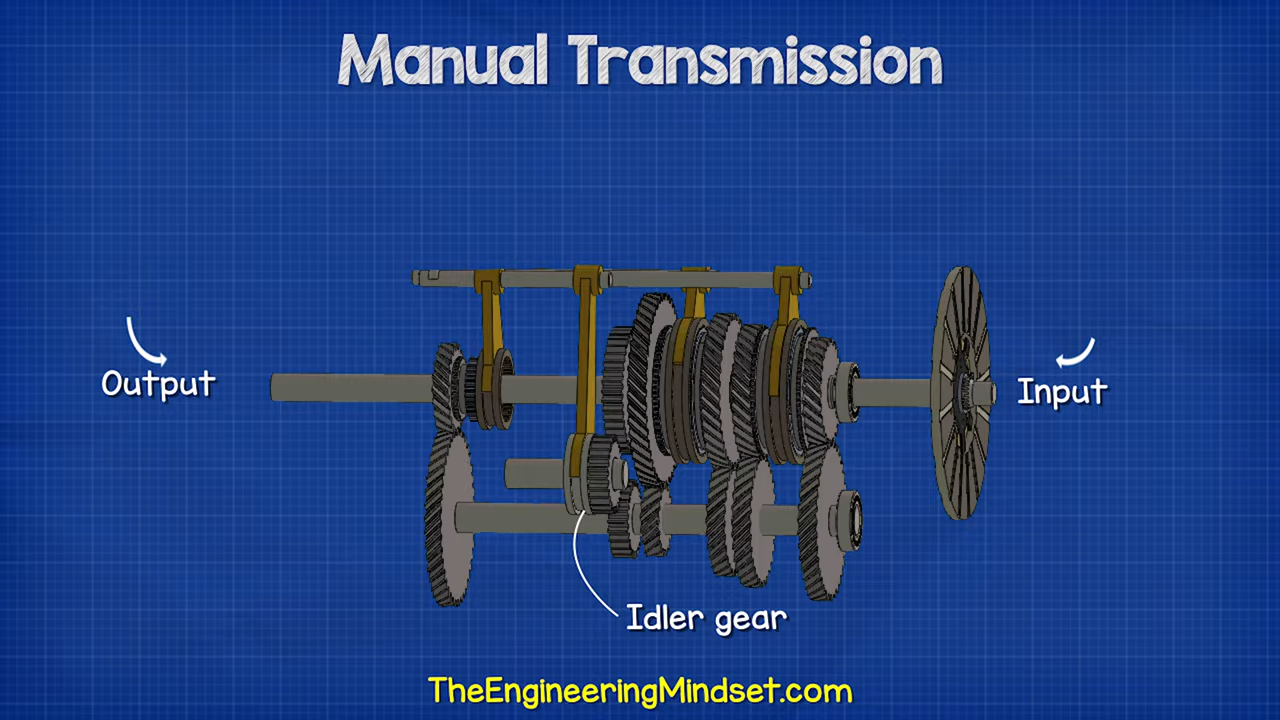 Manual Transmission
Output
Input
Idler gear
TheEngineeringMindset.com